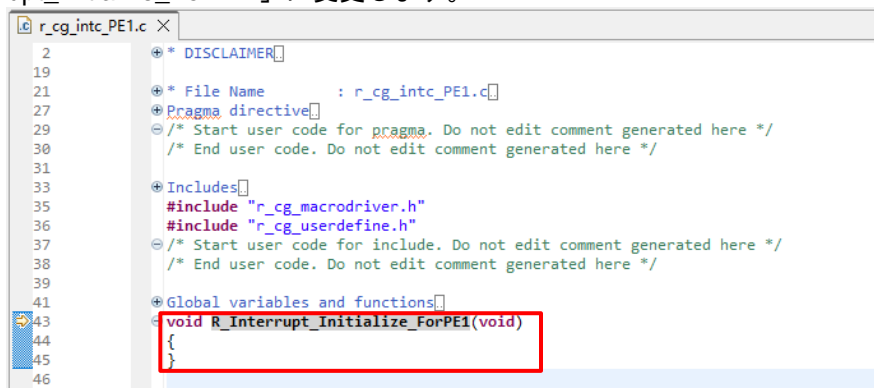 r_cg_intc_PE1.c
2 * DISCLAIMER
19
21 * File Name : r_cg_intc_PE1.c
27 Pragma directive
29 /* Start user code for pragma. Do not edit comment generated here */
30 /* End user code. Do not edit comment generated here */
31
33 Includes
35 #include "r_cg_macrodriver.h"
36 #include "r_cg_userdefine.h"
37 /* Start user code for include. Do not edit comment generated here */
38 /* End user code. Do not edit comment generated here */
39
41 Global variables and functions
43 void R_Interrupt_Initialize_ForPE1(void)
44 {
45 }
46